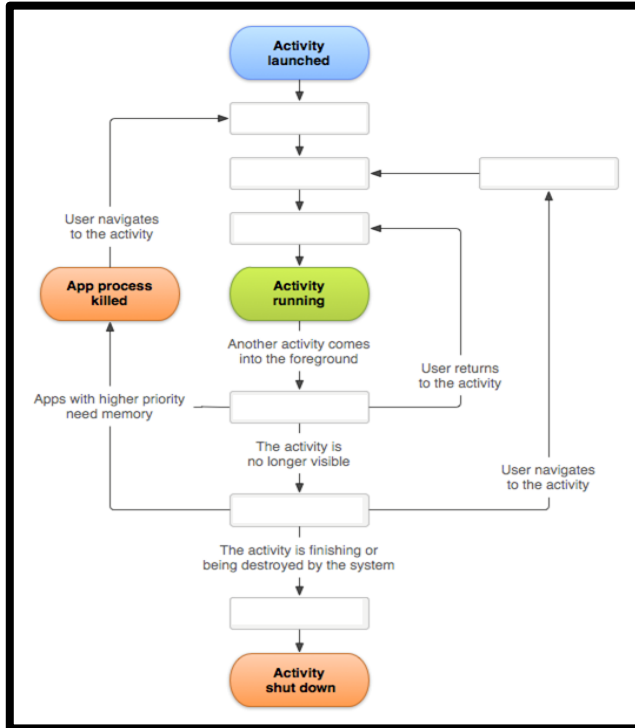 Activity
launched
User navigates
to the activity
App process
killed
Activity
running
Another activity comes
into the foreground
User returns
to the activity
Apps with higher priority
need memory
The activity is
no longer visible
User navigates
to the activity
The activity is finishing or
being destroyed by the system
Activity
shut down